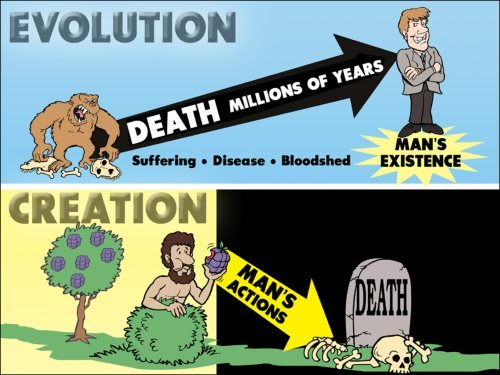 EVOLUTION
DEATH MILLIONS OF YEARS
Suffering • Disease • Bloodshed
MAN'S
EXISTENCE
CREATION
MAN'S
ACTIONS
DEATH